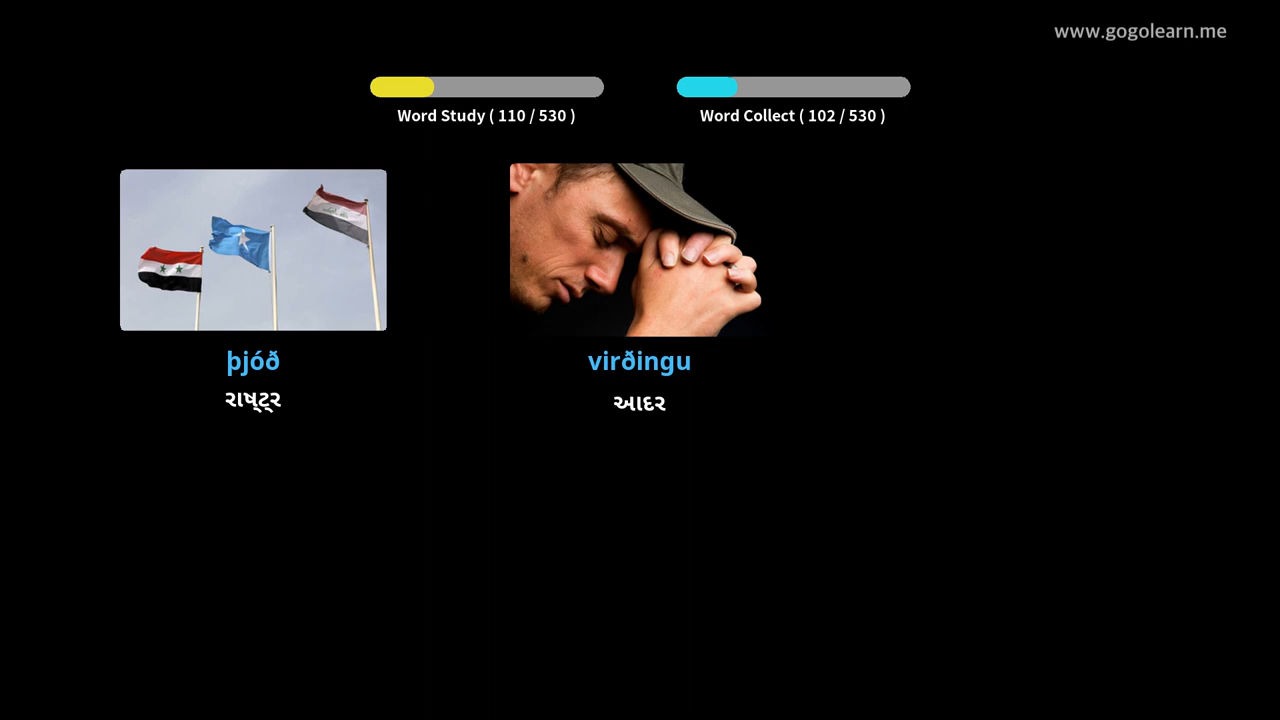 www.gogolearn.me
Word Study ( 110 / 530 )
Word Collect ( 102 / 530 )
þjóð
રાષ્ટ્ર
virðingu
આદર